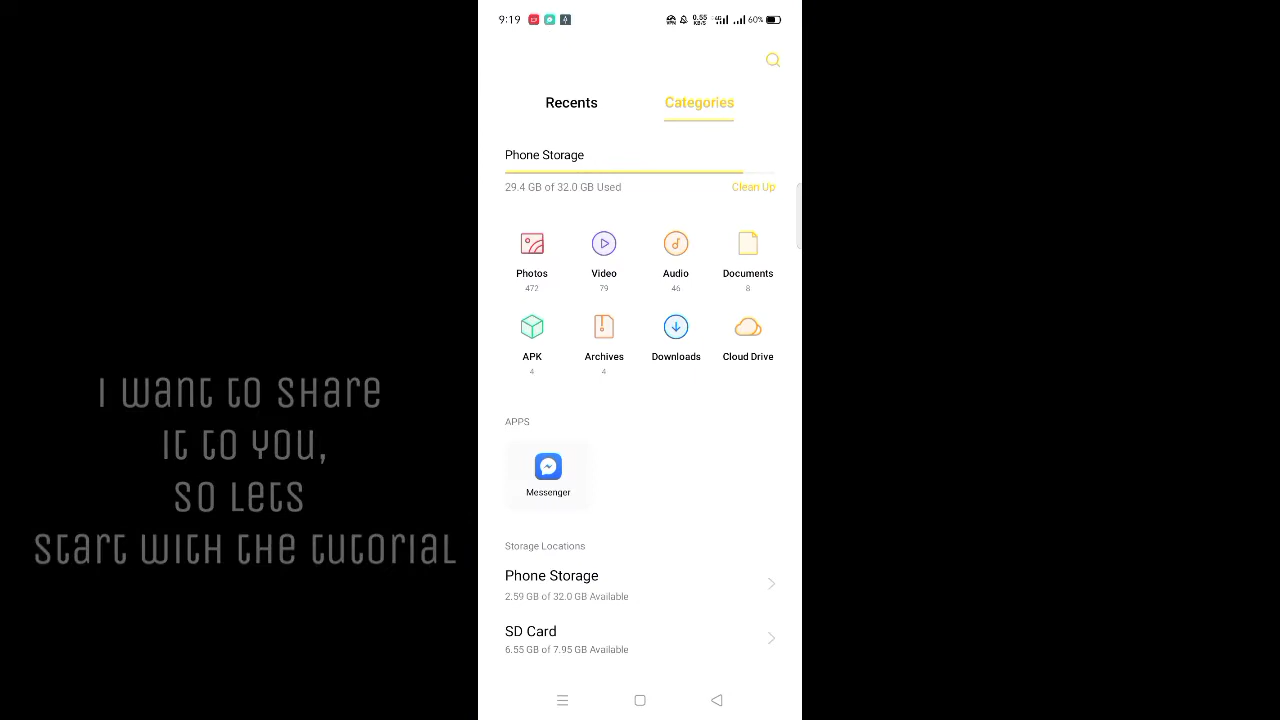 9:19
0.55 KB/S 60%
Recents Categories
Phone Storage
29.4 GB of 32.0 GB Used Clean Up
Photos Video Audio Documents
472 79 46 8
APK Archives Downloads Cloud Drive
4 4
APPS
Messenger
Storage Locations
Phone Storage
2.59 GB of 32.0 GB Available
SD Card
6.55 GB of 7.95 GB Available
I want to share
It to you,
so Lets
start with the tutorial